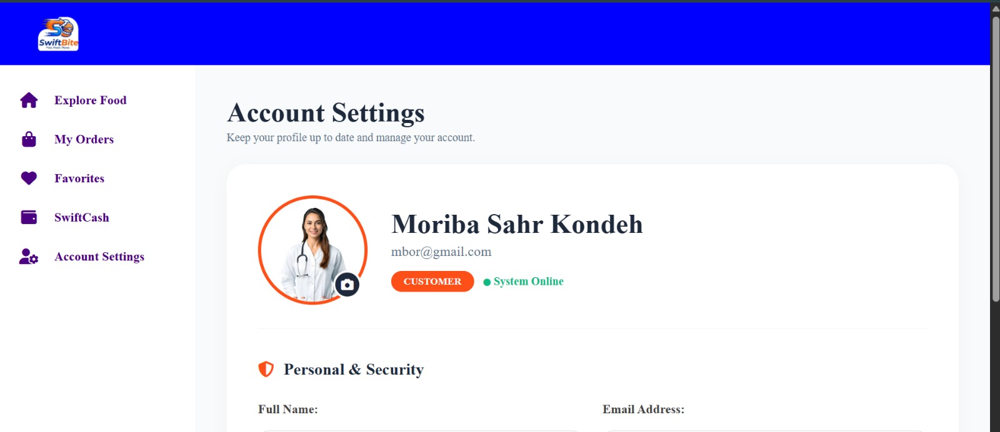 SwiftBite
Explore Food
My Orders
Favorites
SwiftCash
Account Settings
Account Settings
Keep your profile up to date and manage your account.
Moriba Sahr Kondeh
mbor@gmail.com
CUSTOMER
System Online
Personal & Security
Full Name:
Email Address: